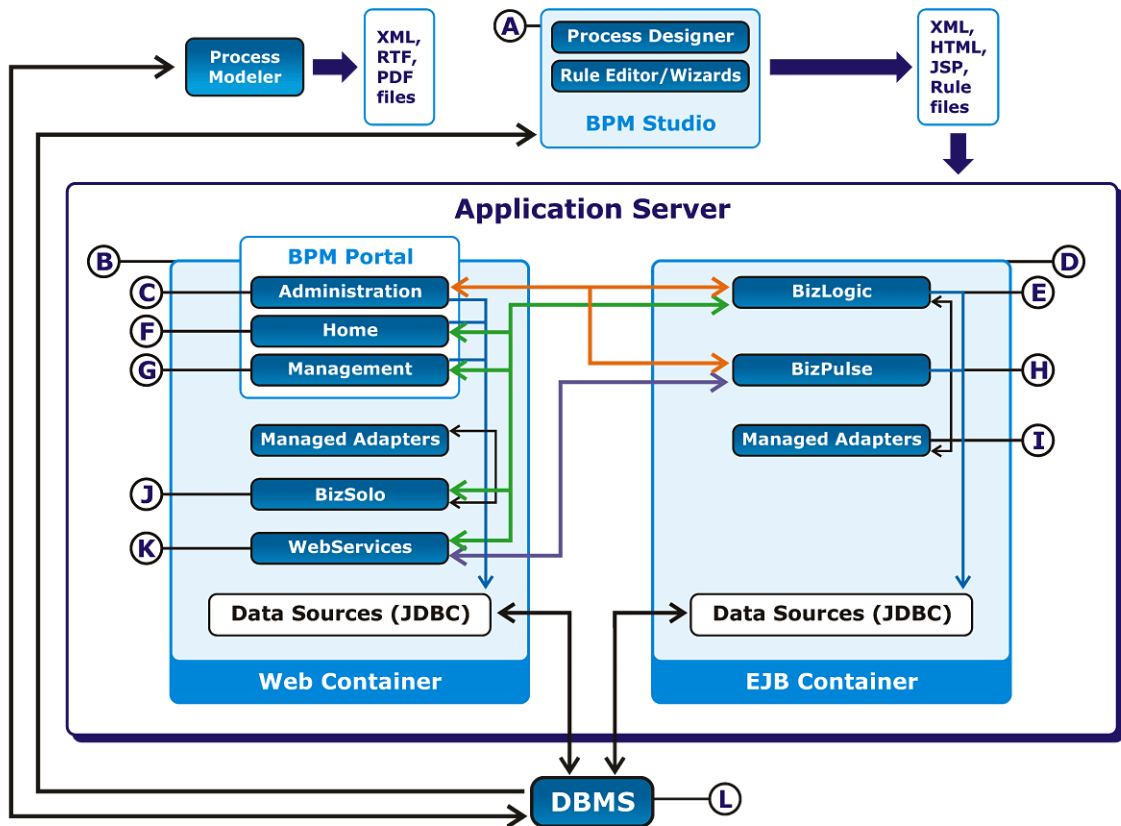 Process
Modeler
XML,
RTF,
PDF
files
A
Process Designer
Rule Editor/Wizards
BPM Studio
XML,
HTML,
JSP,
Rule
files
Application Server
B
BPM Portal
C
Administration
F
Home
G
Management
Managed Adapters
J
BizSolo
K
WebServices
Data Sources (JDBC)
Web Container
D
BizLogic
E
BizPulse
H
Managed Adapters
I
Data Sources (JDBC)
EJB Container
DBMS
L